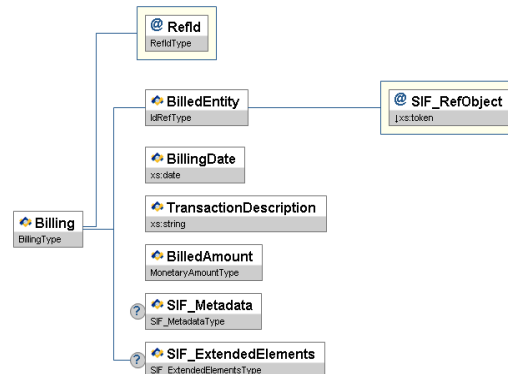 @ RefId
RefIdType
BilledEntity
IdRefType
@ SIF_RefObject
xs:token
BillingDate
xs:date
TransactionDescription
xs:string
Billing
BillingType
BilledAmount
MonetaryAmountType
? SIF_Metadata
SIF_MetadataType
? SIF_ExtendedElements
SIF_ExtendedElementsType